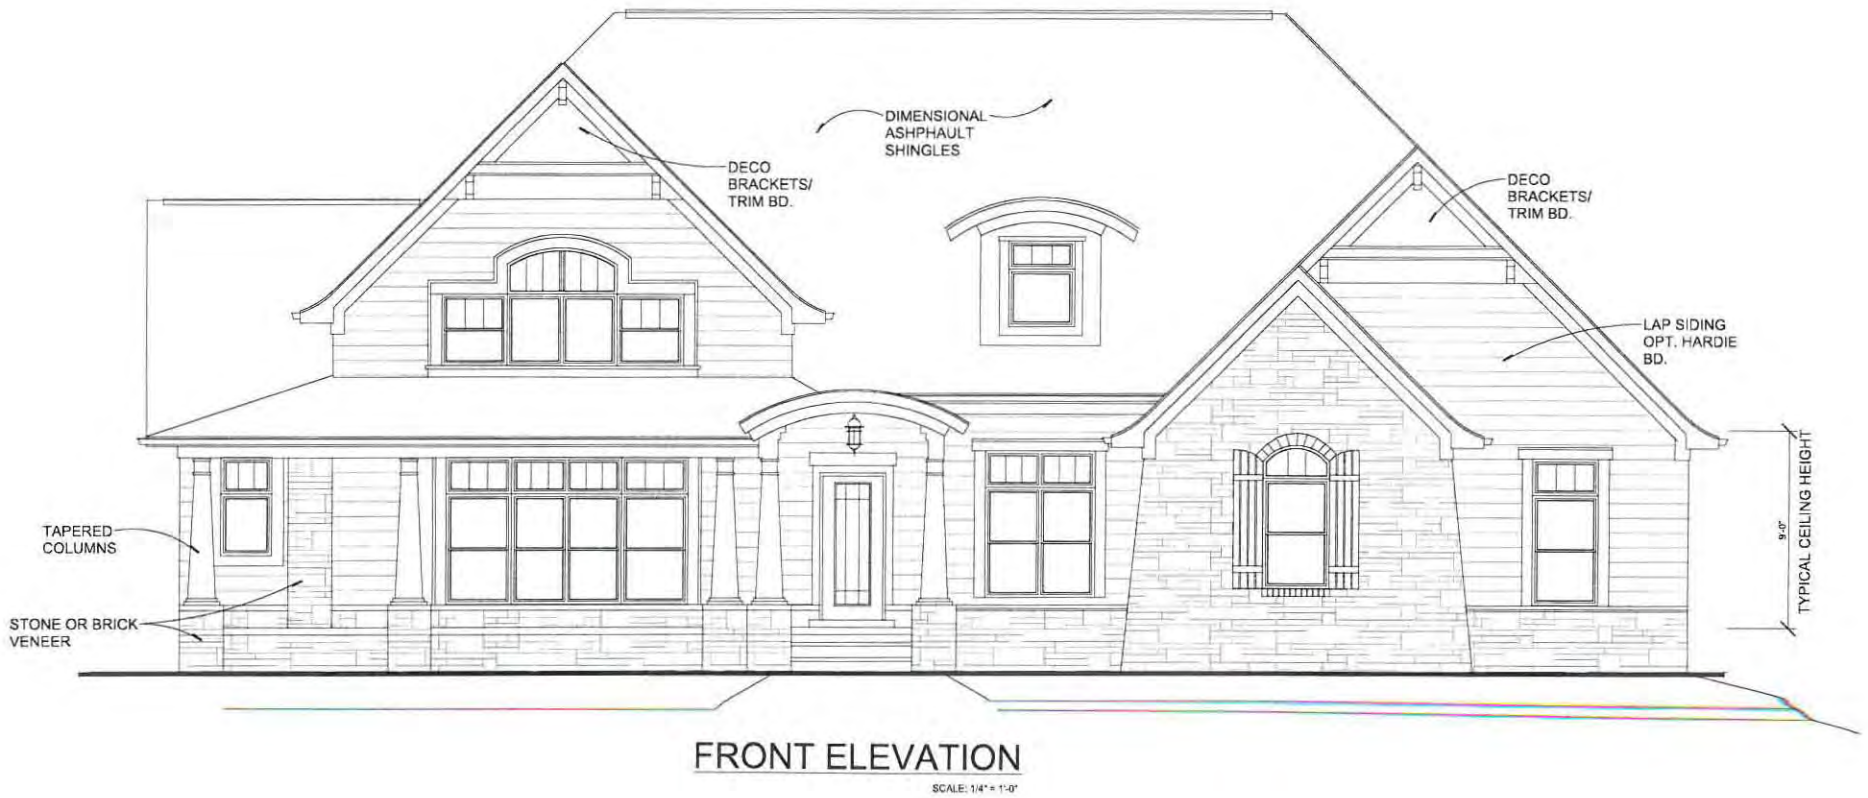 DIMENSIONAL
ASHPHAULT
SHINGLES
DECO
BRACKETS/
TRIM BD.
DECO
BRACKETS/
TRIM BD.
LAP SIDING
OPT. HARDIE
BD.
TAPERED
COLUMNS
STONE OR BRICK
VENEER
9'-0"
TYPICAL CEILING HEIGHT
FRONT ELEVATION
SCALE: 1/4" = 1'-0"